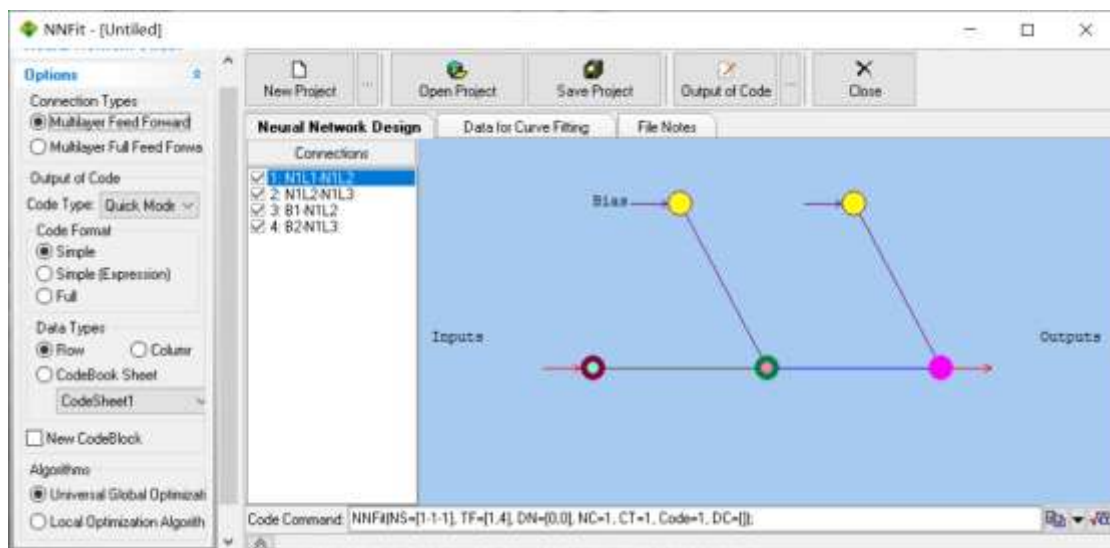 NNFit - [Untiled]
Options
Connection Types
Multilayer Feed Forward
Multilayer Full Feed Forwa
Output of Code
Code Type: Quick Mode
Code Format
Simple
Simple (Expression)
Full
Data Types
Row Column
CodeBook Sheet
CodeSheet1
New CodeBlock
Algorithms
Universal Global Optimizati
Local Optimization Algorith
New Project ... Open Project Save Project Output of Code ... Close
Neural Network Design Data for Curve Fitting File Notes
Connections
1: N1L1-N1L2
2: N1L2-N1L3
3: B1-N1L2
4: B2-N1L3
Bias
Inputs
Outputs
Code Command: NNFit(NS=[1-1-1], TF=[1,4], DN=[0,0], NC=1, CT=1, Code=1, DC=[]);